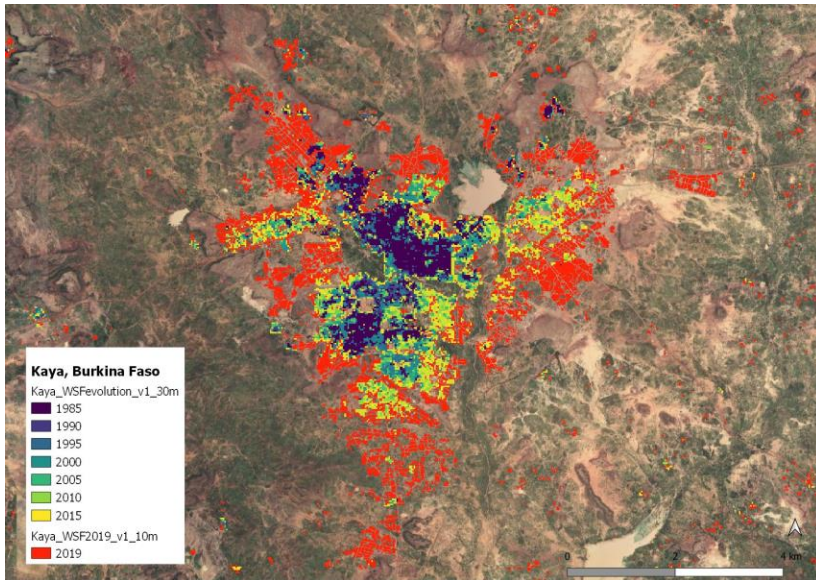 Kaya, Burkina Faso
Kaya_WSFevolution_v1_30m
1985
1990
1995
2000
2005
2010
2015
Kaya_WSF2019_v1_10m
2019
0 2 4 km